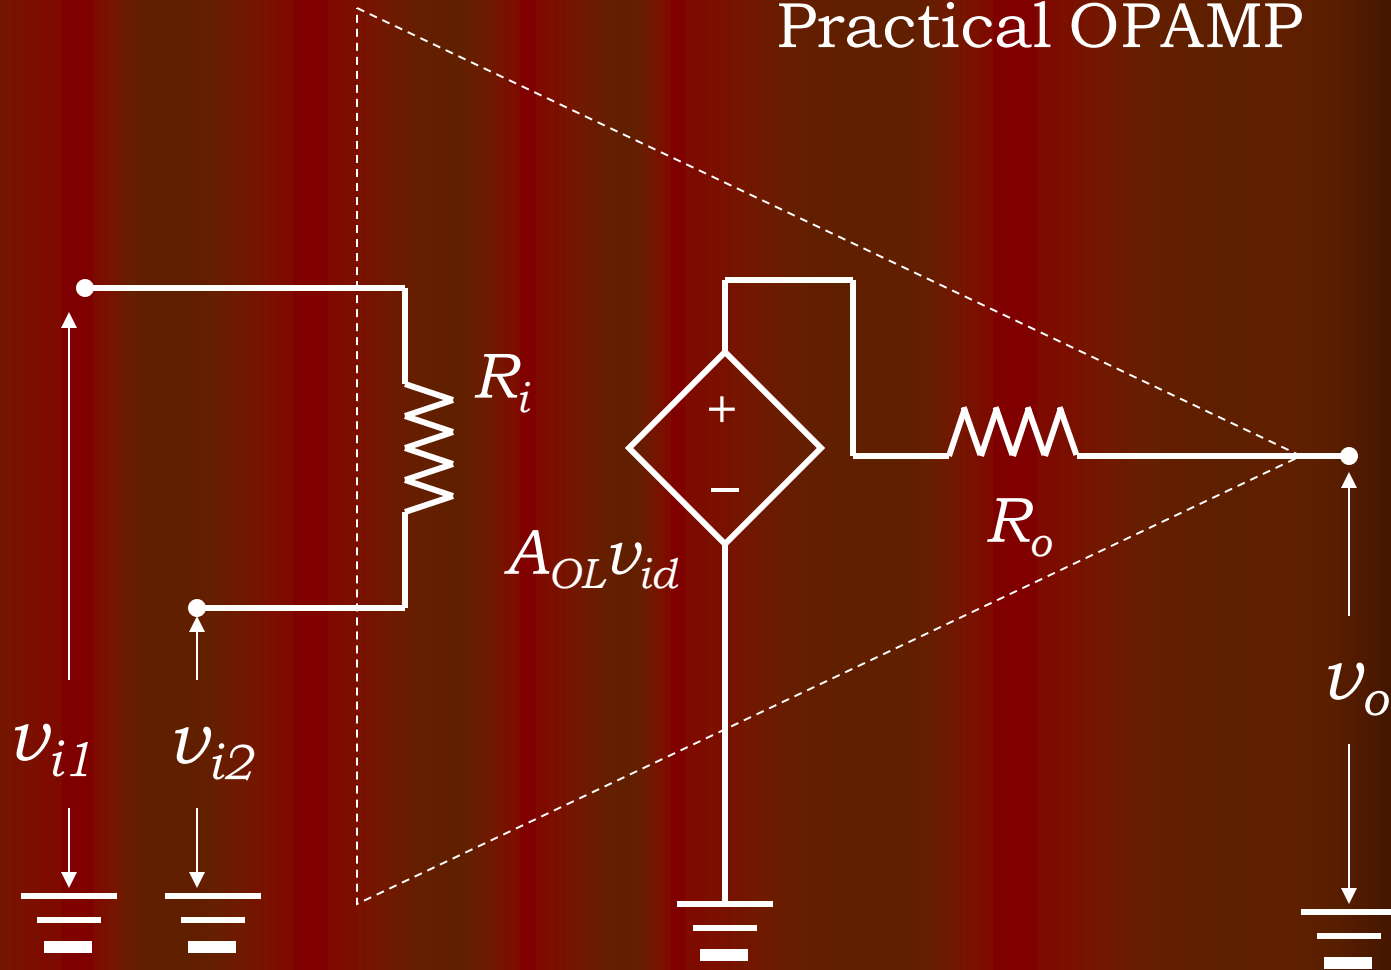 Practical OPAMP
R_i
+
−
R_o
A_OL v_id
v_o
v_i1
v_i2